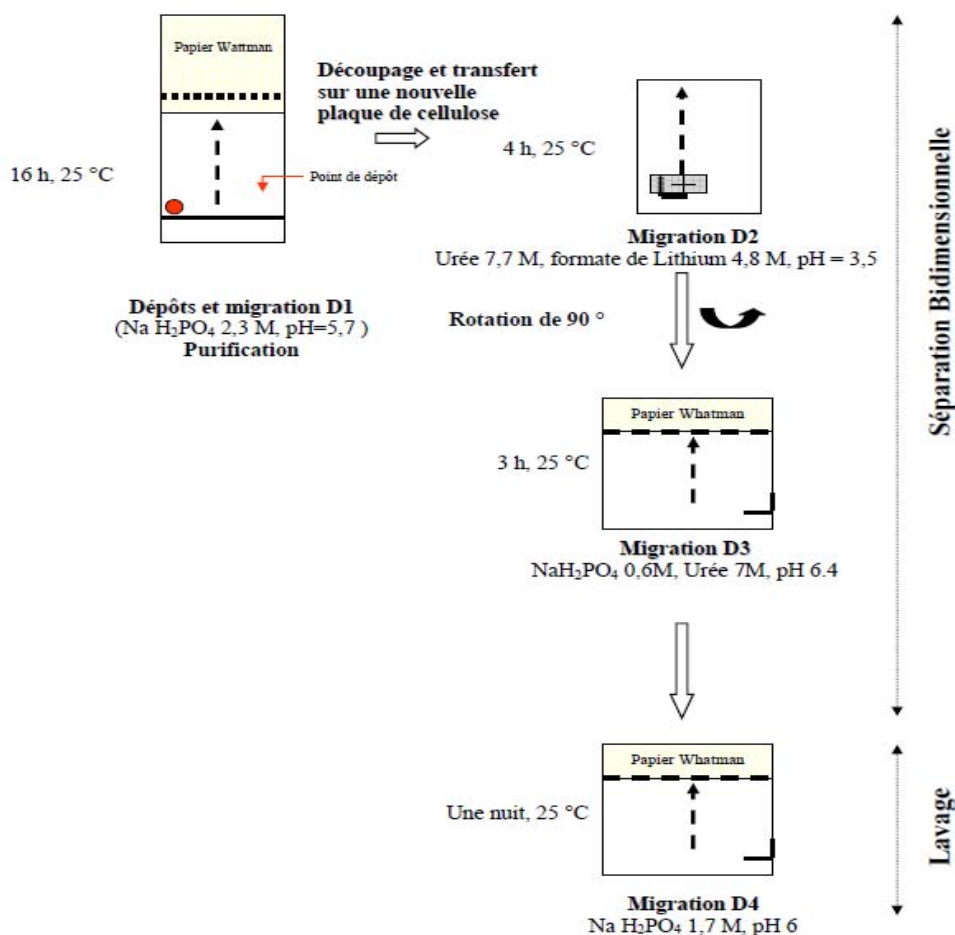 Papier Wattman
Découpage et transfert
sur une nouvelle
plaque de cellulose
16 h, 25 °C
Point de dépôt
4 h, 25 °C
Dépôts et migration D1
(Na H₂PO₄ 2,3 M, pH=5,7 )
Purification
Migration D2
Urée 7,7 M, formate de Lithium 4,8 M, pH = 3,5
Rotation de 90 °
Papier Whatman
3 h, 25 °C
Migration D3
NaH₂PO₄ 0,6M, Urée 7M, pH 6.4
Séparation Bidimensionnelle
Papier Whatman
Une nuit, 25 °C
Migration D4
Na H₂PO₄ 1,7 M, pH 6
Lavage